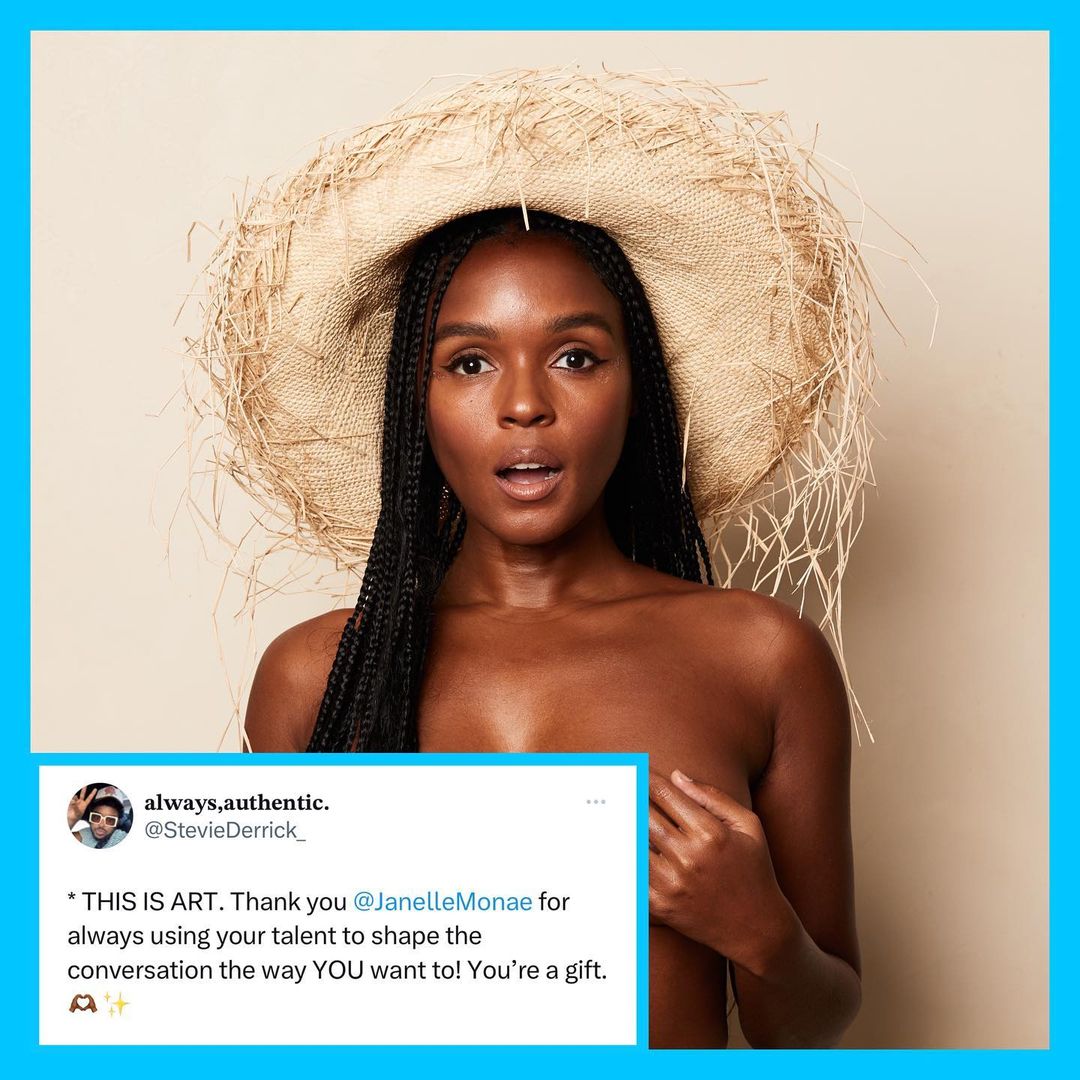 always,authentic.
@StevieDerrick_
* THIS IS ART. Thank you @JanelleMonae for
always using your talent to shape the
conversation the way YOU want to! You’re a gift.
🫶🏾✨